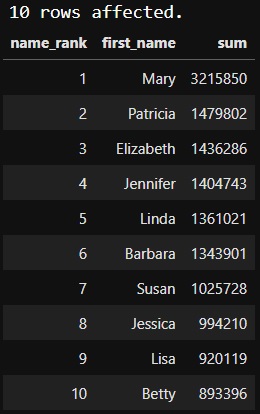 10 rows affected.
name_rank first_name sum
1 Mary 3215850
2 Patricia 1479802
3 Elizabeth 1436286
4 Jennifer 1404743
5 Linda 1361021
6 Barbara 1343901
7 Susan 1025728
8 Jessica 994210
9 Lisa 920119
10 Betty 893396